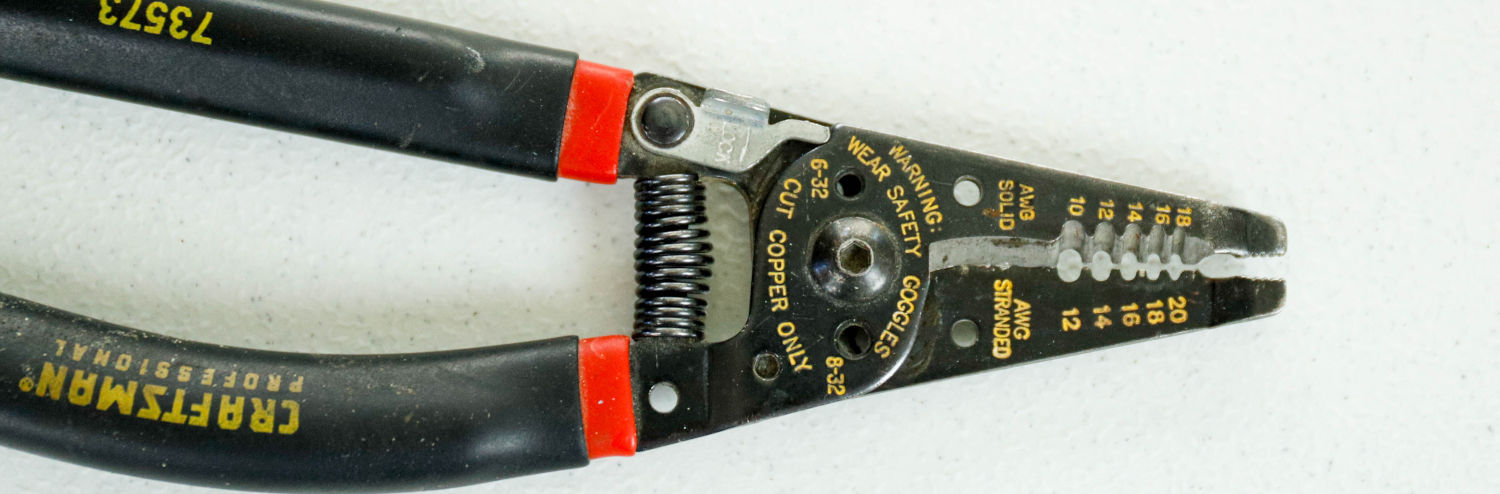 73573
CRAFTSMAN®
PROFESSIONAL
LOCK
WARNING:
WEAR SAFETY GOGGLES
CUT COPPER ONLY
6-32
8-32
AWG
SOLID
10 12 14 16 18
AWG
STRANDED
12 14 16 18 20